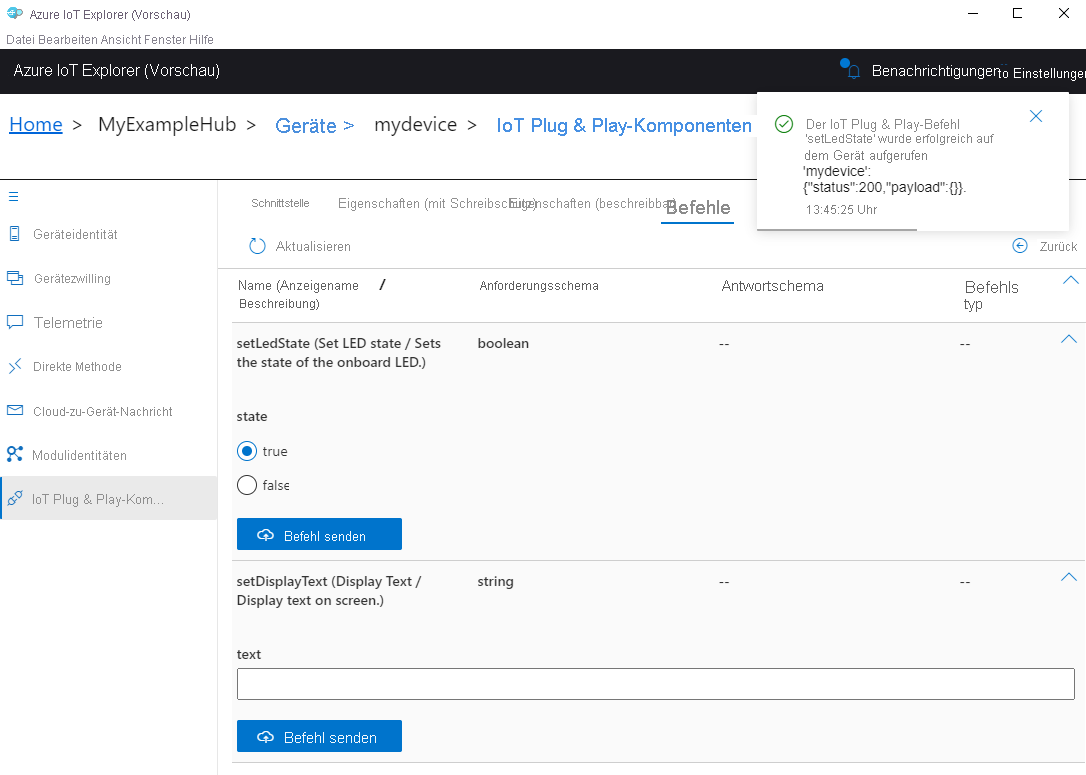 Azure IoT Explorer (Vorschau)
Datei Bearbeiten Ansicht Fenster Hilfe
Azure IoT Explorer (Vorschau)
Benachrichtigungen
to Einstellungen
Home > MyExampleHub > Geräte > mydevice > IoT Plug & Play-Komponenten
Der IoT Plug & Play-Befehl
'setLedState' wurde erfolgreich auf
dem Gerät aufgerufen
'mydevice':
{"status":200,"payload":{}}.
13:45:25 Uhr
Geräteidentität
Gerätezwilling
Telemetrie
Direkte Methode
Cloud-zu-Gerät-Nachricht
Modulidentitäten
IoT Plug & Play-Kom...
Schnittstelle
Eigenschaften (mit Schreibschutz)
Eigenschaften (beschreibbar)
Befehle
Aktualisieren
Zurück
Name (Anzeigename /
Beschreibung)
Anforderungsschema
Antwortschema
Befehls
typ
setLedState (Set LED state / Sets
the state of the onboard LED.)
boolean
--
--
state
true
false
Befehl senden
setDisplayText (Display Text /
Display text on screen.)
string
--
--
text
Befehl senden